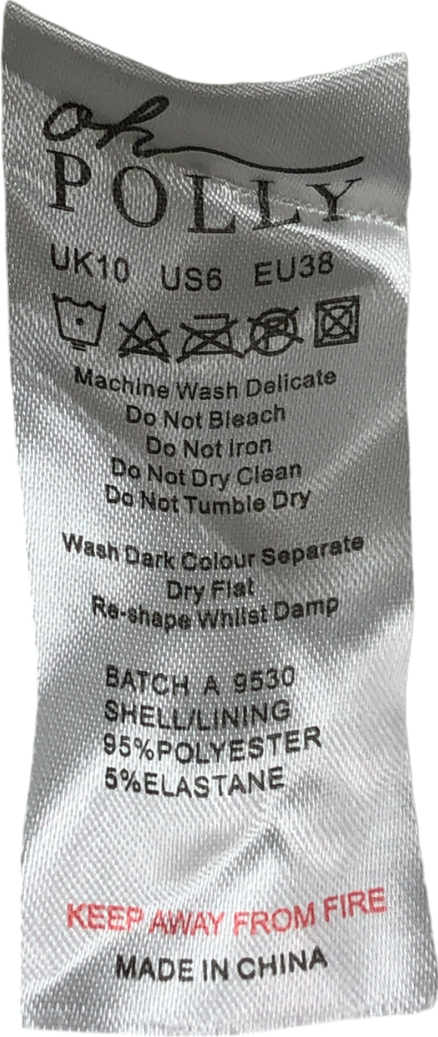 oh
POLLY
UK10 US6 EU38
Machine Wash Delicate
Do Not Bleach
Do Not Iron
Do Not Dry Clean
Do Not Tumble Dry
Wash Dark Colour Separate
Dry Flat
Re-shape Whilst Damp
BATCH A 9530
SHELL/LINING
95%POLYESTER
5%ELASTANE
KEEP AWAY FROM FIRE
MADE IN CHINA